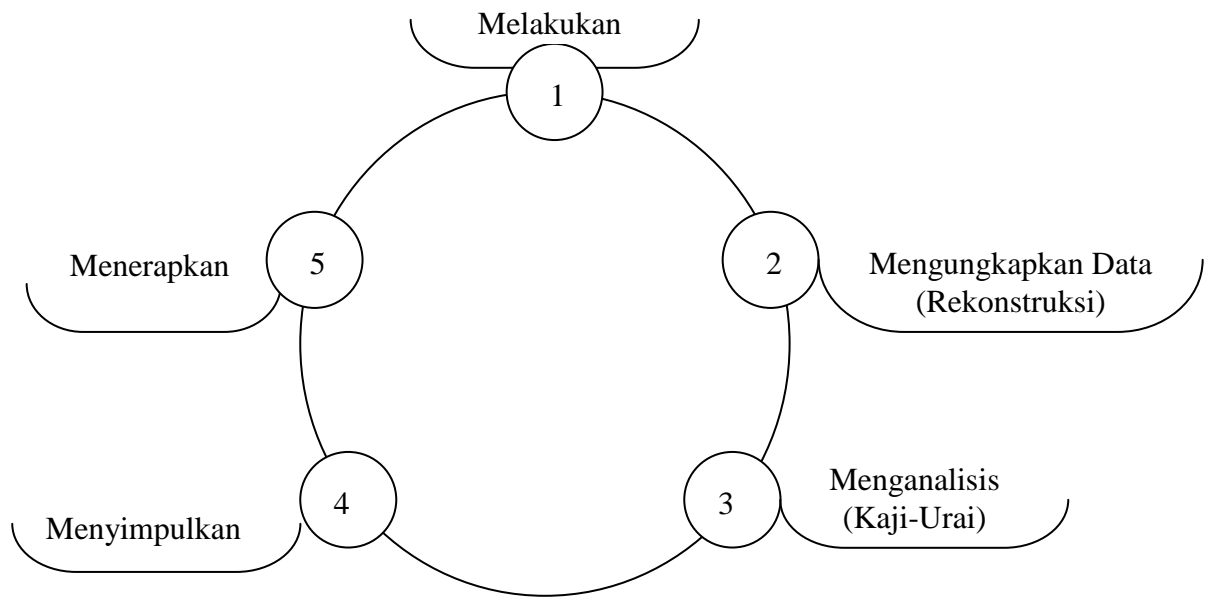 Melakukan
1
2
Mengungkapkan Data
(Rekonstruksi)
3
Menganalisis
(Kaji-Urai)
4
Menyimpulkan
5
Menerapkan